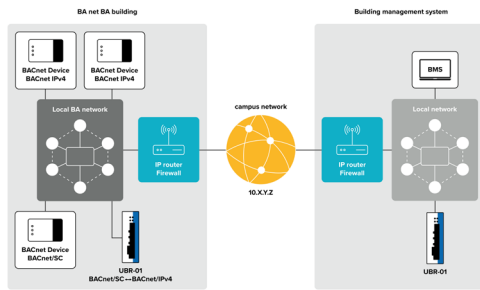 BA net BA building
Building management system
BACnet Device
BACnet IPv4
BACnet Device
BACnet IPv4
BMS
Local BA network
campus network
Local network
IP router
Firewall
IP router
Firewall
10.X.Y.Z
BACnet Device
BACnet/SC
UBR-01
BACnet/SC↔BACnet/IPv4
UBR-01